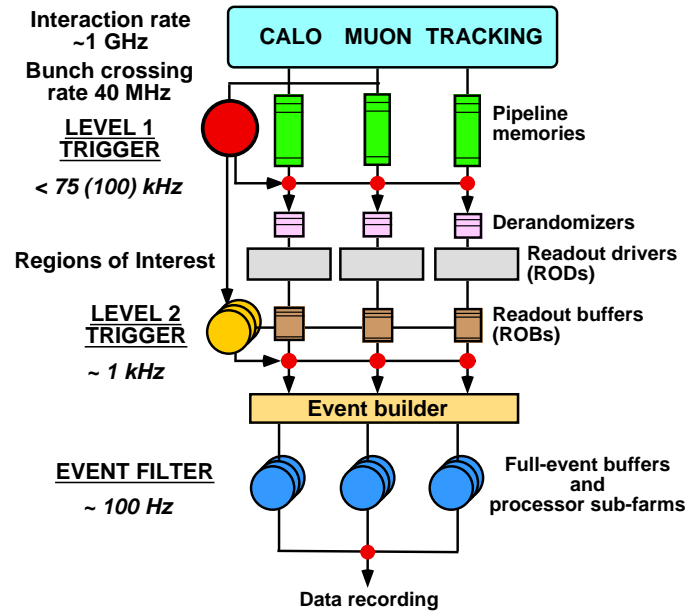 Interaction rate
~1 GHz
CALO MUON TRACKING
Bunch crossing
rate 40 MHz
Pipeline
memories
LEVEL 1
TRIGGER
< 75 (100) kHz
Derandomizers
Regions of Interest
Readout drivers
(RODs)
LEVEL 2
TRIGGER
Readout buffers
(ROBs)
~ 1 kHz
Event builder
EVENT FILTER
~ 100 Hz
Full-event buffers
and
processor sub-farms
Data recording